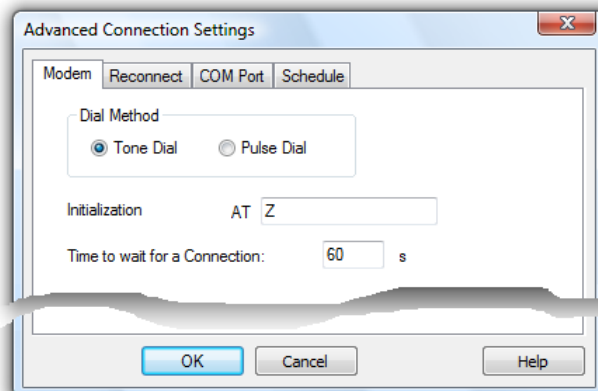 Advanced Connection Settings
Modem Reconnect COM Port Schedule
Dial Method
Tone Dial Pulse Dial
Initialization AT Z
Time to wait for a Connection: 60 s
OK Cancel Help